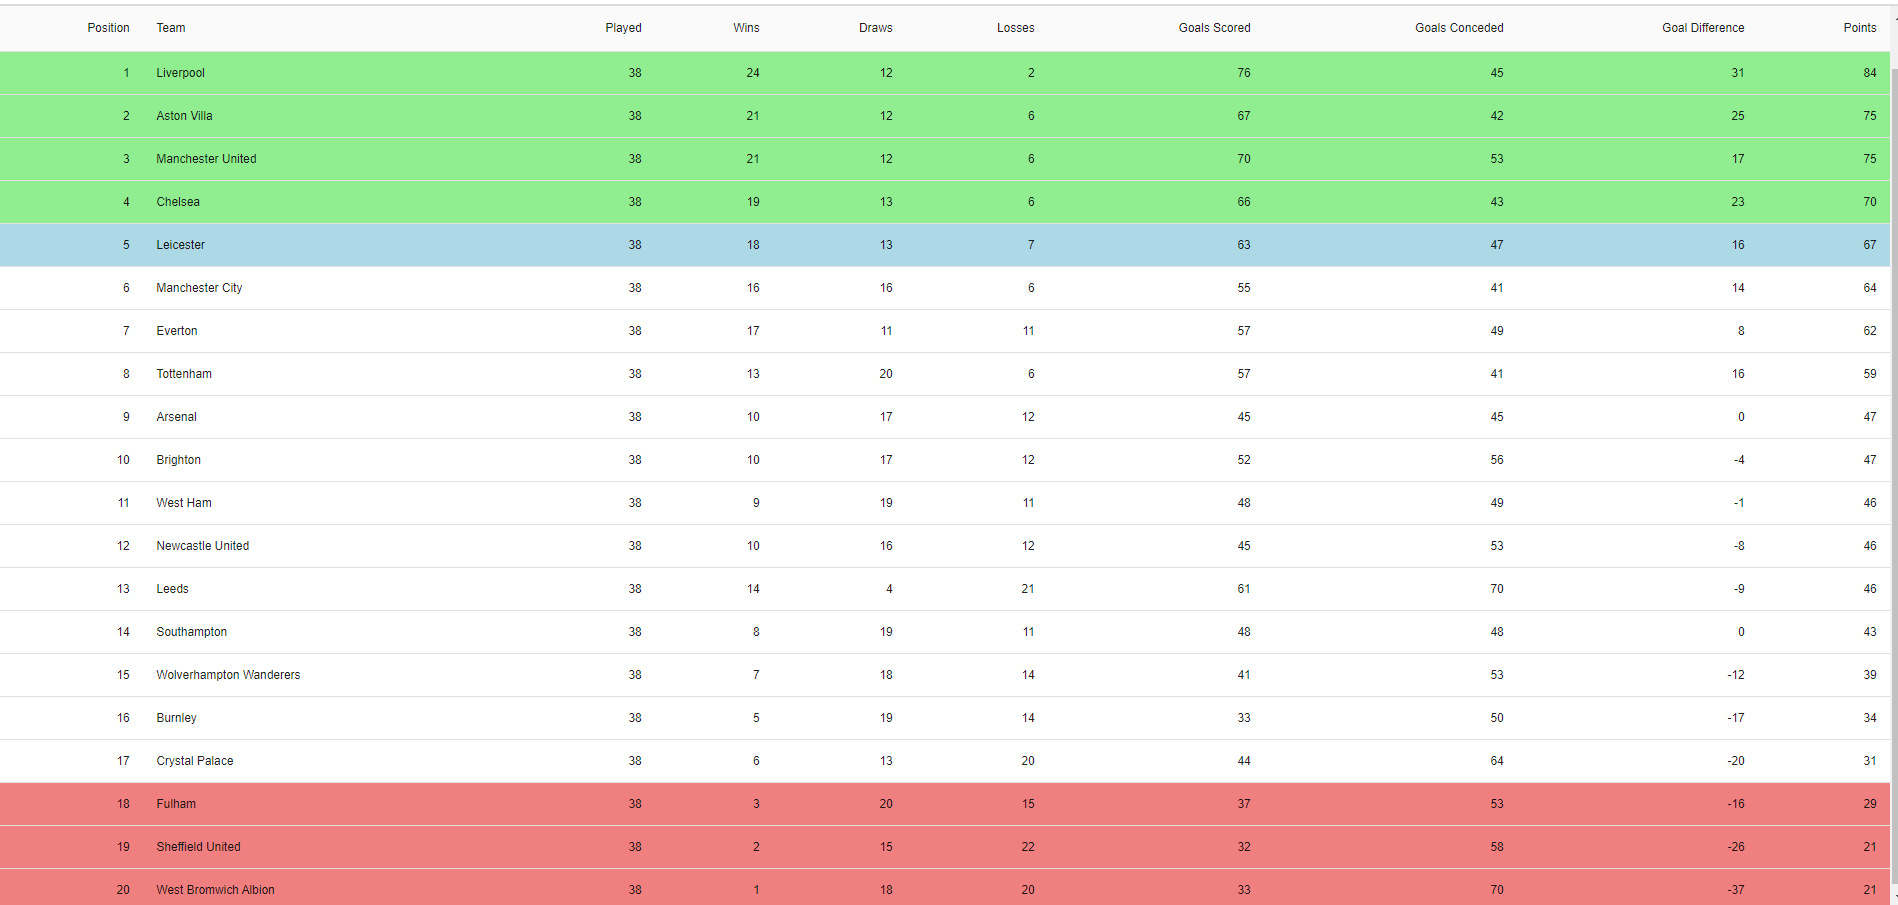 Position Team Played Wins Draws Losses Goals Scored Goals Conceded Goal Difference Points
1 Liverpool 38 24 12 2 76 45 31 84
2 Aston Villa 38 21 12 6 67 42 25 75
3 Manchester United 38 21 12 6 70 53 17 75
4 Chelsea 38 19 13 6 66 43 23 70
5 Leicester 38 18 13 7 63 47 16 67
6 Manchester City 38 16 16 6 55 41 14 64
7 Everton 38 17 11 11 57 49 8 62
8 Tottenham 38 13 20 6 57 41 16 59
9 Arsenal 38 10 17 12 45 45 0 47
10 Brighton 38 10 17 12 52 56 -4 47
11 West Ham 38 9 19 11 48 49 -1 46
12 Newcastle United 38 10 16 12 45 53 -8 46
13 Leeds 38 14 4 21 61 70 -9 46
14 Southampton 38 8 19 11 48 48 0 43
15 Wolverhampton Wanderers 38 7 18 14 41 53 -12 39
16 Burnley 38 5 19 14 33 50 -17 34
17 Crystal Palace 38 6 13 20 44 64 -20 31
18 Fulham 38 3 20 15 37 53 -16 29
19 Sheffield United 38 2 15 22 32 58 -26 21
20 West Bromwich Albion 38 1 18 20 33 70 -37 21